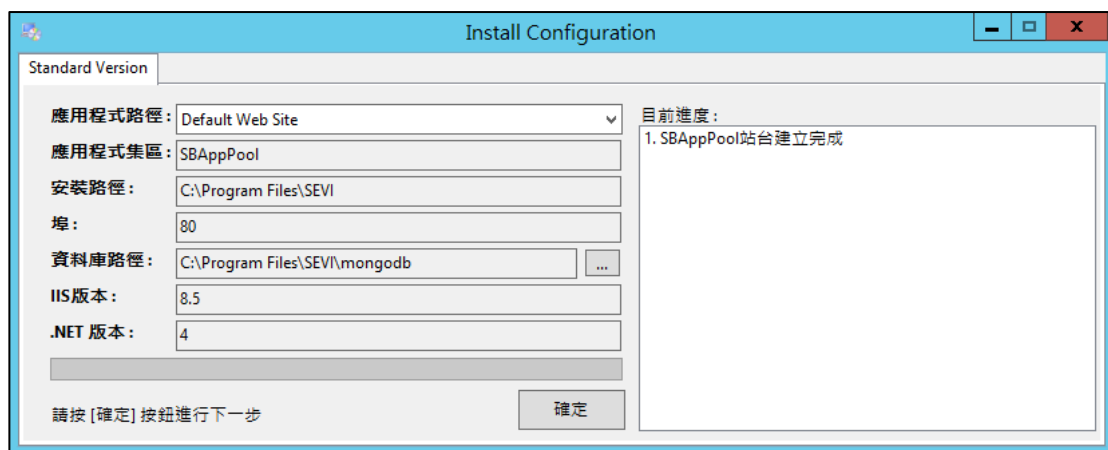 Install Configuration
Standard Version
應用程式路徑: Default Web Site
應用程式集區: SBAppPool
安裝路徑: C:\Program Files\SEVI
埠: 80
資料庫路徑: C:\Program Files\SEVI\mongodb ...
IIS版本: 8.5
.NET 版本: 4
請按 [確定] 按鈕進行下一步 確定
目前進度:
1. SBAppPool站台建立完成